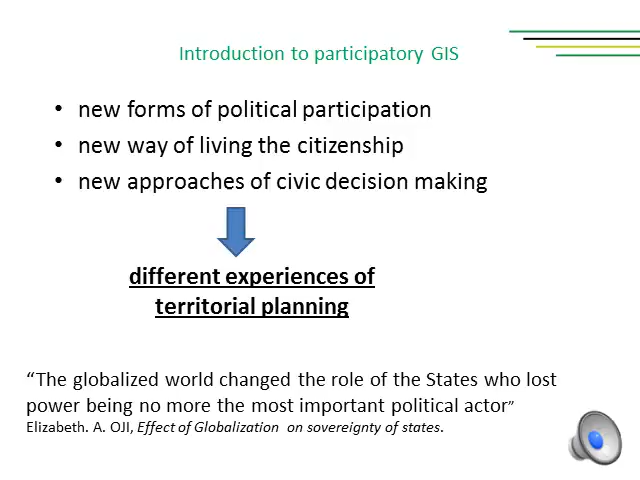 Introduction to participatory GIS
• new forms of political participation
• new way of living the citizenship
• new approaches of civic decision making
different experiences of
territorial planning
“The globalized world changed the role of the States who lost
power being no more the most important political actor”
Elizabeth. A. OJI, Effect of Globalization on sovereignty of states.